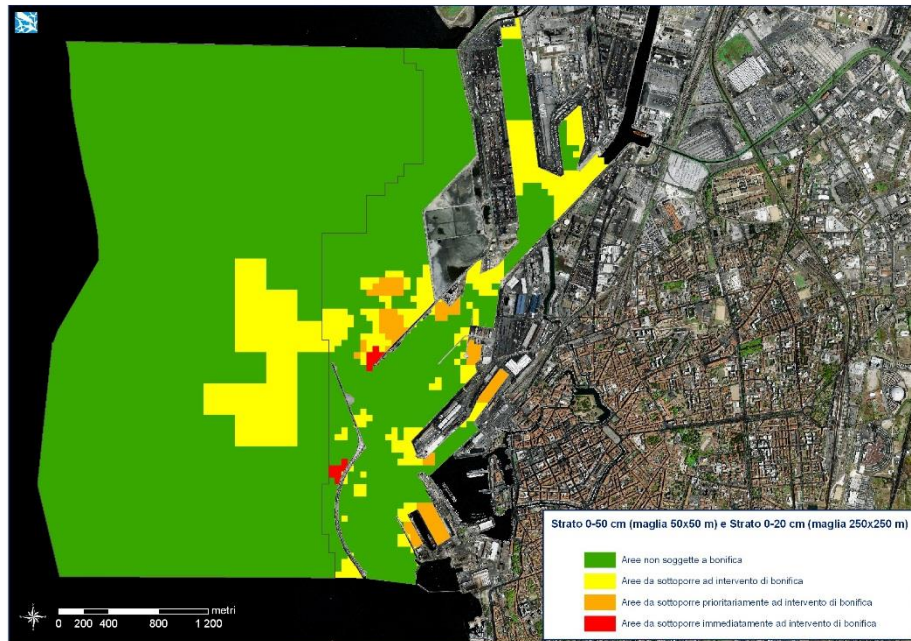 Strato 0-50 cm (maglia 50x50 m) e Strato 0-20 cm (maglia 250x250 m)
Aree non soggette a bonifica
Aree da sottoporre ad intervento di bonifica
Aree da sottoporre prioritariamente ad intervento di bonifica
Aree da sottoporre immediatamente ad intervento di bonifica
metri
0 200 400 800 1 200